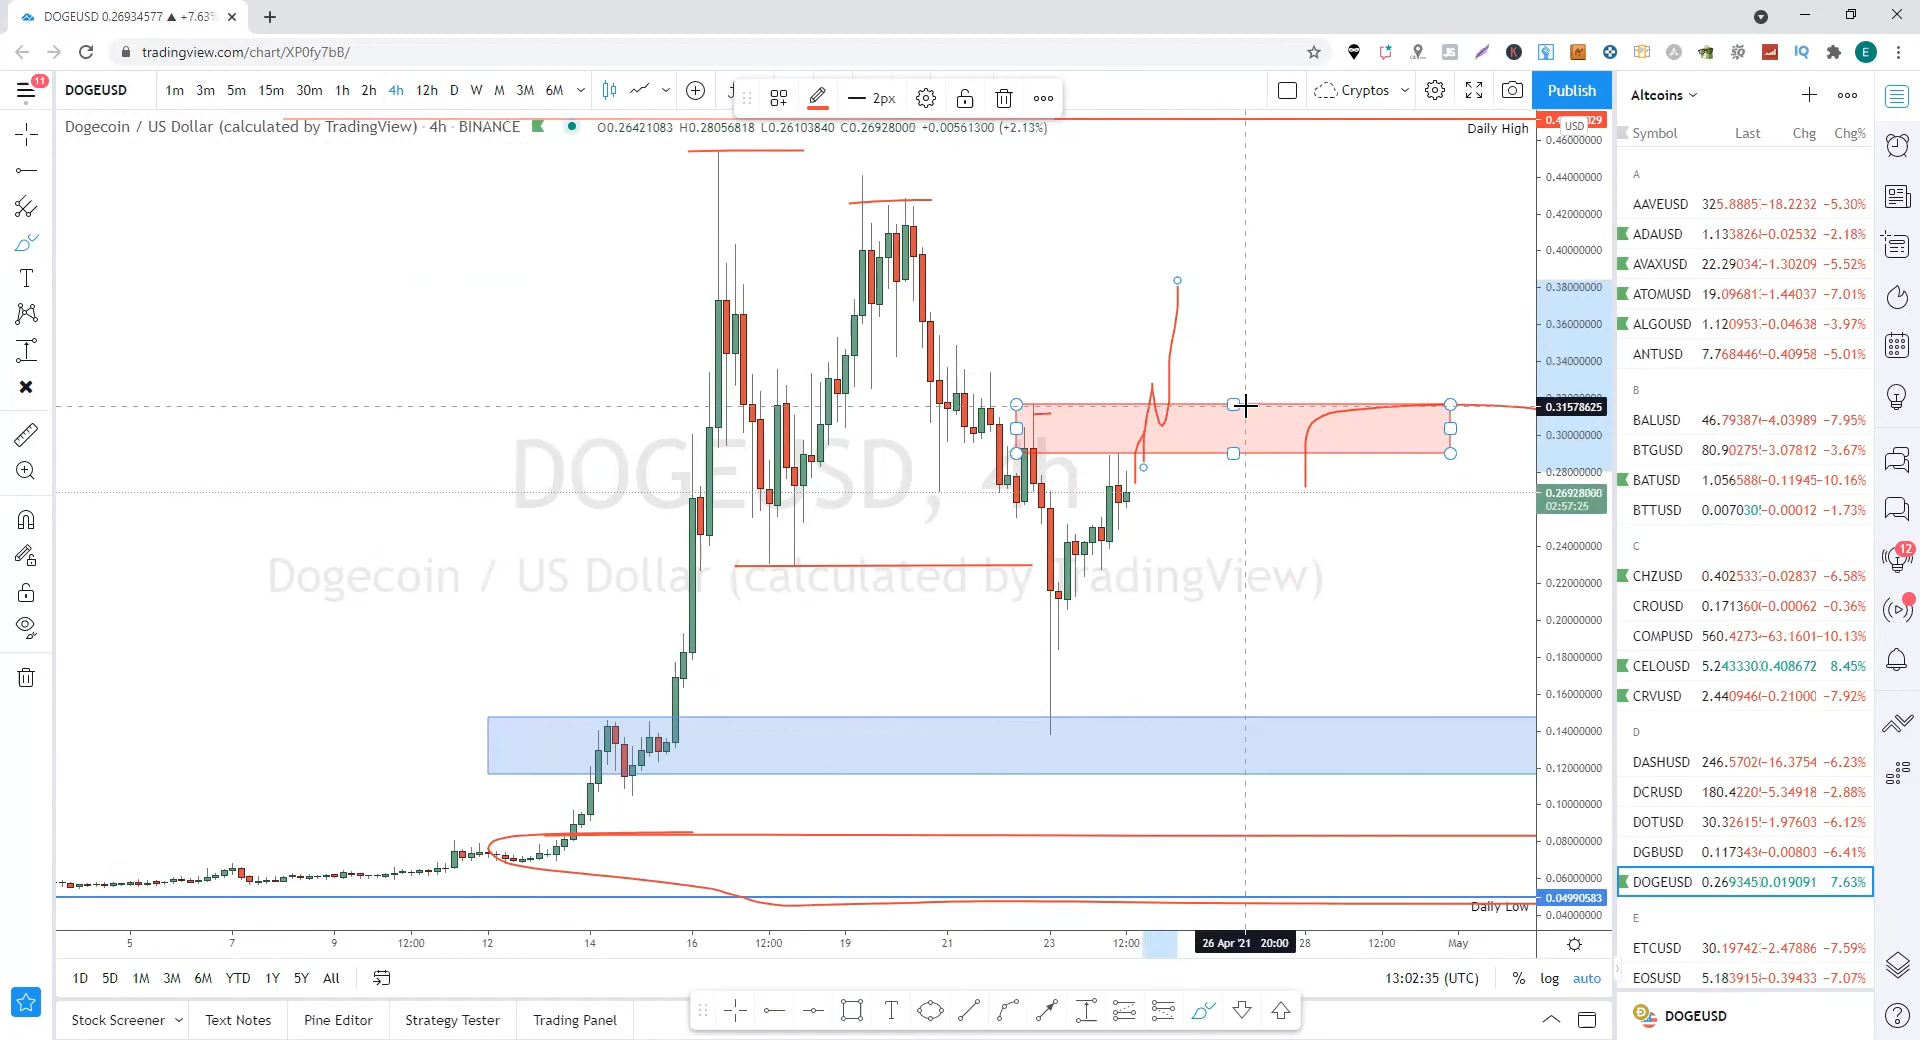 DOGEUSD 0.26934577 ▲ +7.63%
tradingview.com/chart/XP0fy7bB/
11
DOGEUSD 1m 3m 5m 15m 30m 1h 2h 4h 12h D W M 3M 6M 2px Cryptos Publish
Dogecoin / US Dollar (calculated by TradingView) · 4h · BINANCE O0.26421083 H0.28056818 L0.26103840 C0.26928000 +0.00561300 (+2.13%)
Daily High
USD
0.46000000
0.44000000
0.42000000
0.40000000
0.38000000
0.36000000
0.34000000
0.31578625
0.30000000
0.28000000
0.26928000
02:57:25
0.24000000
0.22000000
0.20000000
0.18000000
0.16000000
0.14000000
0.12000000
0.10000000
0.08000000
0.06000000
0.04990583
0.04000000
DOGEUSD, 4h
Dogecoin / US Dollar (calculated by TradingView)
Daily Low
5 7 9 12:00 12 14 16 12:00 19 21 23 12:00 26 Apr '21 20:00 28 12:00 May
1D 5D 1M 3M 6M YTD 1Y 5Y All
13:02:35 (UTC) % log auto
Stock Screener Text Notes Pine Editor Strategy Tester Trading Panel
Altcoins
Symbol Last Chg Chg%
A
AAVEUSD 325.8885 -18.2232 −5.30%
ADAUSD 1.133826 -0.02532 −2.18%
AVAXUSD 22.29034 -1.30209 −5.52%
ATOMUSD 19.09681 -1.44037 −7.01%
ALGOUSD 1.120953 -0.04638 −3.97%
ANTUSD 7.768446 -0.40958 −5.01%
B
BALUSD 46.79387 -4.03989 −7.95%
BTGUSD 80.90275 -3.07812 −3.67%
BATUSD 1.056588 -0.11945 −10.16%
BTTUSD 0.007030 -0.00012 −1.73%
C
CHZUSD 0.402533 -0.02837 −6.58%
CROUSD 0.171360 -0.00062 −0.36%
COMPUSD 560.4273 -63.1601 −10.13%
CELOUSD 5.243330 0.408672 8.45%
CRVUSD 2.440946 -0.21000 −7.92%
D
DASHUSD 246.5702 -16.3754 −6.23%
DCRUSD 180.4220 -5.34918 −2.88%
DOTUSD 30.32615 -1.97603 −6.12%
DGBUSD 0.117343 -0.00803 −6.41%
DOGEUSD 0.269345 0.019091 7.63%
E
ETCUSD 30.19742 -2.47886 −7.59%
EOSUSD 5.183915 -0.39433 −7.07%
DOGEUSD
12
E
JS
IQ